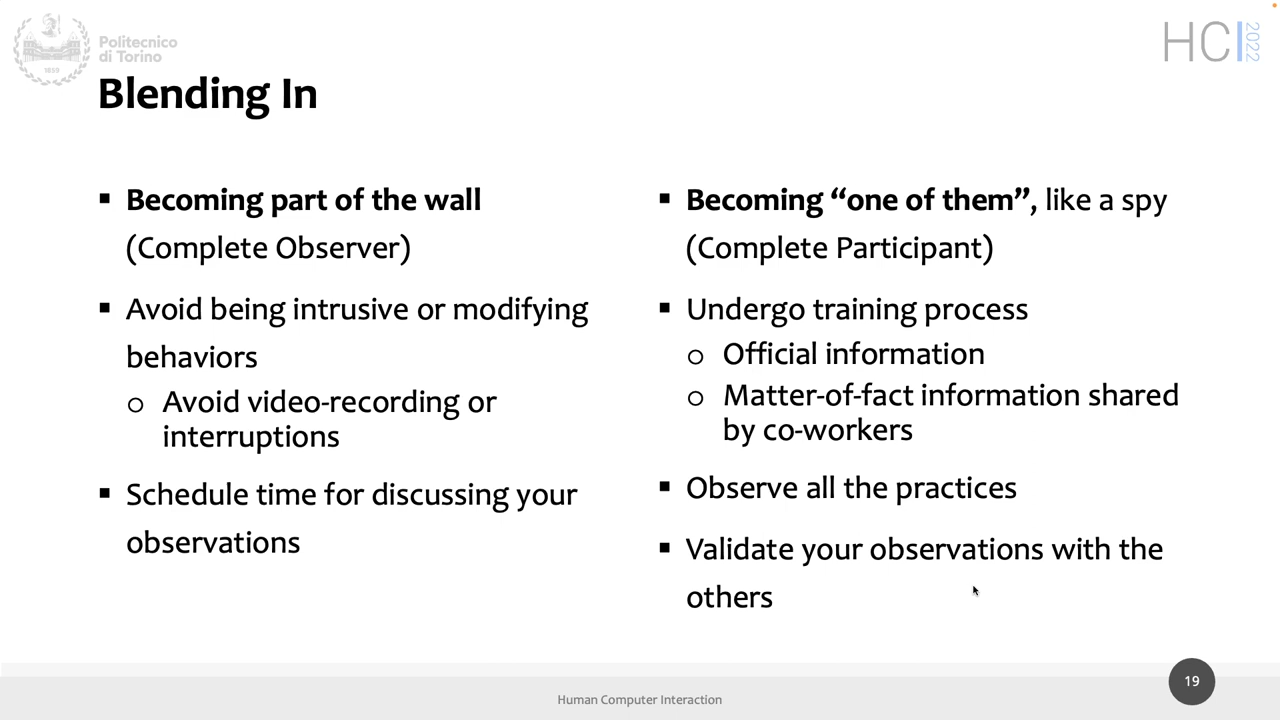 Politecnico
di Torino
1859
HCI 2022
Blending In
▪ Becoming part of the wall
(Complete Observer)
▪ Avoid being intrusive or modifying
behaviors
o Avoid video-recording or
interruptions
▪ Schedule time for discussing your
observations
▪ Becoming “one of them”, like a spy
(Complete Participant)
▪ Undergo training process
o Official information
o Matter-of-fact information shared
by co-workers
▪ Observe all the practices
▪ Validate your observations with the
others
Human Computer Interaction
19